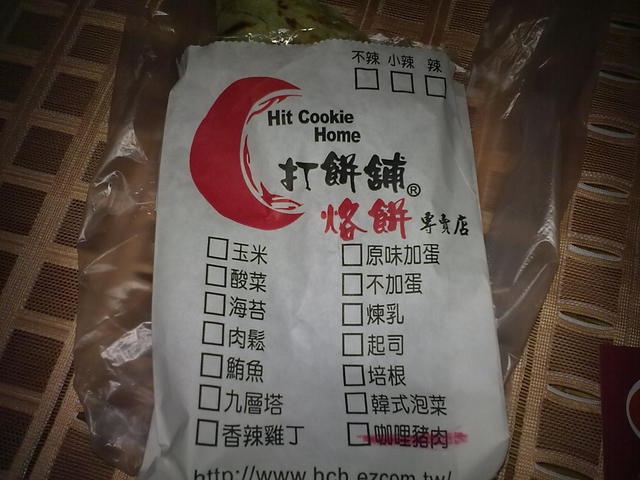 不辣 小辣 辣
Hit Cookie
Home
打餅舖®
烙餅 專賣店
玉米 原味加蛋
酸菜 不加蛋
海苔 煉乳
肉鬆 起司
鮪魚 培根
九層塔 韓式泡菜
香辣雞丁 咖哩豬肉
http://www.hch.ezcom.tw/